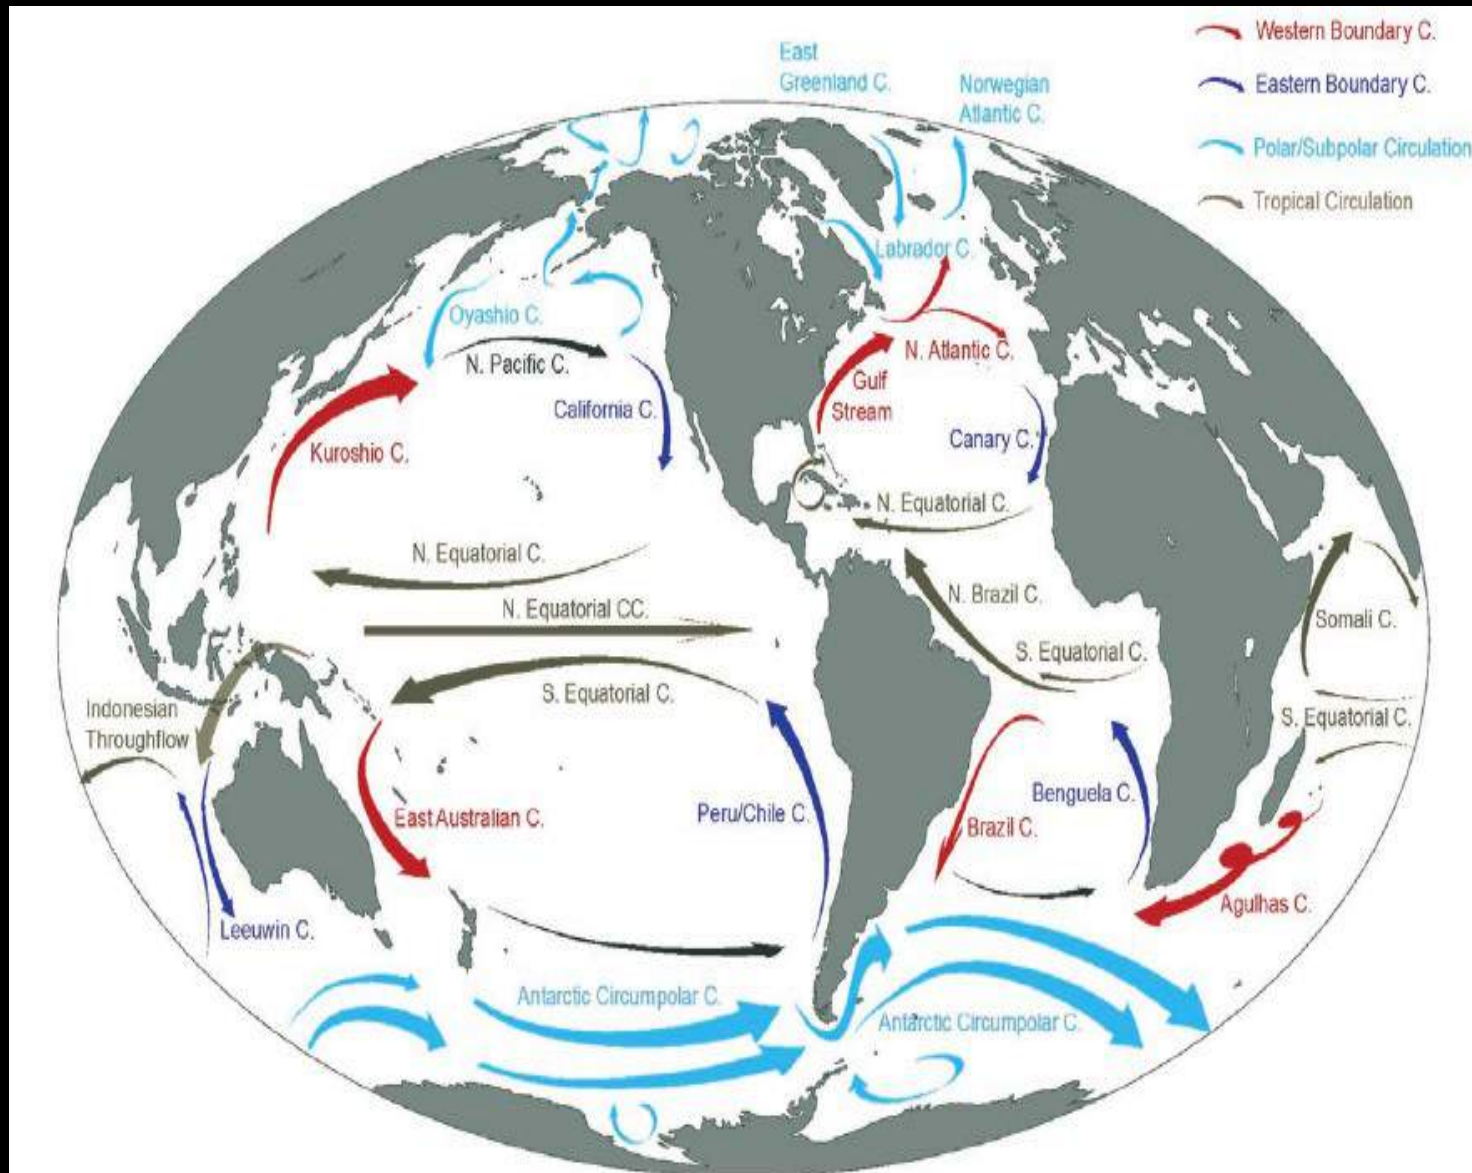 Western Boundary C.
Eastern Boundary C.
Polar/Subpolar Circulation
Tropical Circulation
East
Greenland C.
Norwegian
Atlantic C.
Labrador C.
Oyashio C.
N. Pacific C.
N. Atlantic C.
Gulf
Stream
California C.
Canary C.
Kuroshio C.
N. Equatorial C.
N. Equatorial C.
N. Equatorial CC.
N. Brazil C.
Somali C.
S. Equatorial C.
S. Equatorial C.
Indonesian
Throughflow
S. Equatorial C.
East Australian C.
Peru/Chile C.
Brazil C.
Benguela C.
Agulhas C.
Leeuwin C.
Antarctic Circumpolar C.
Antarctic Circumpolar C.